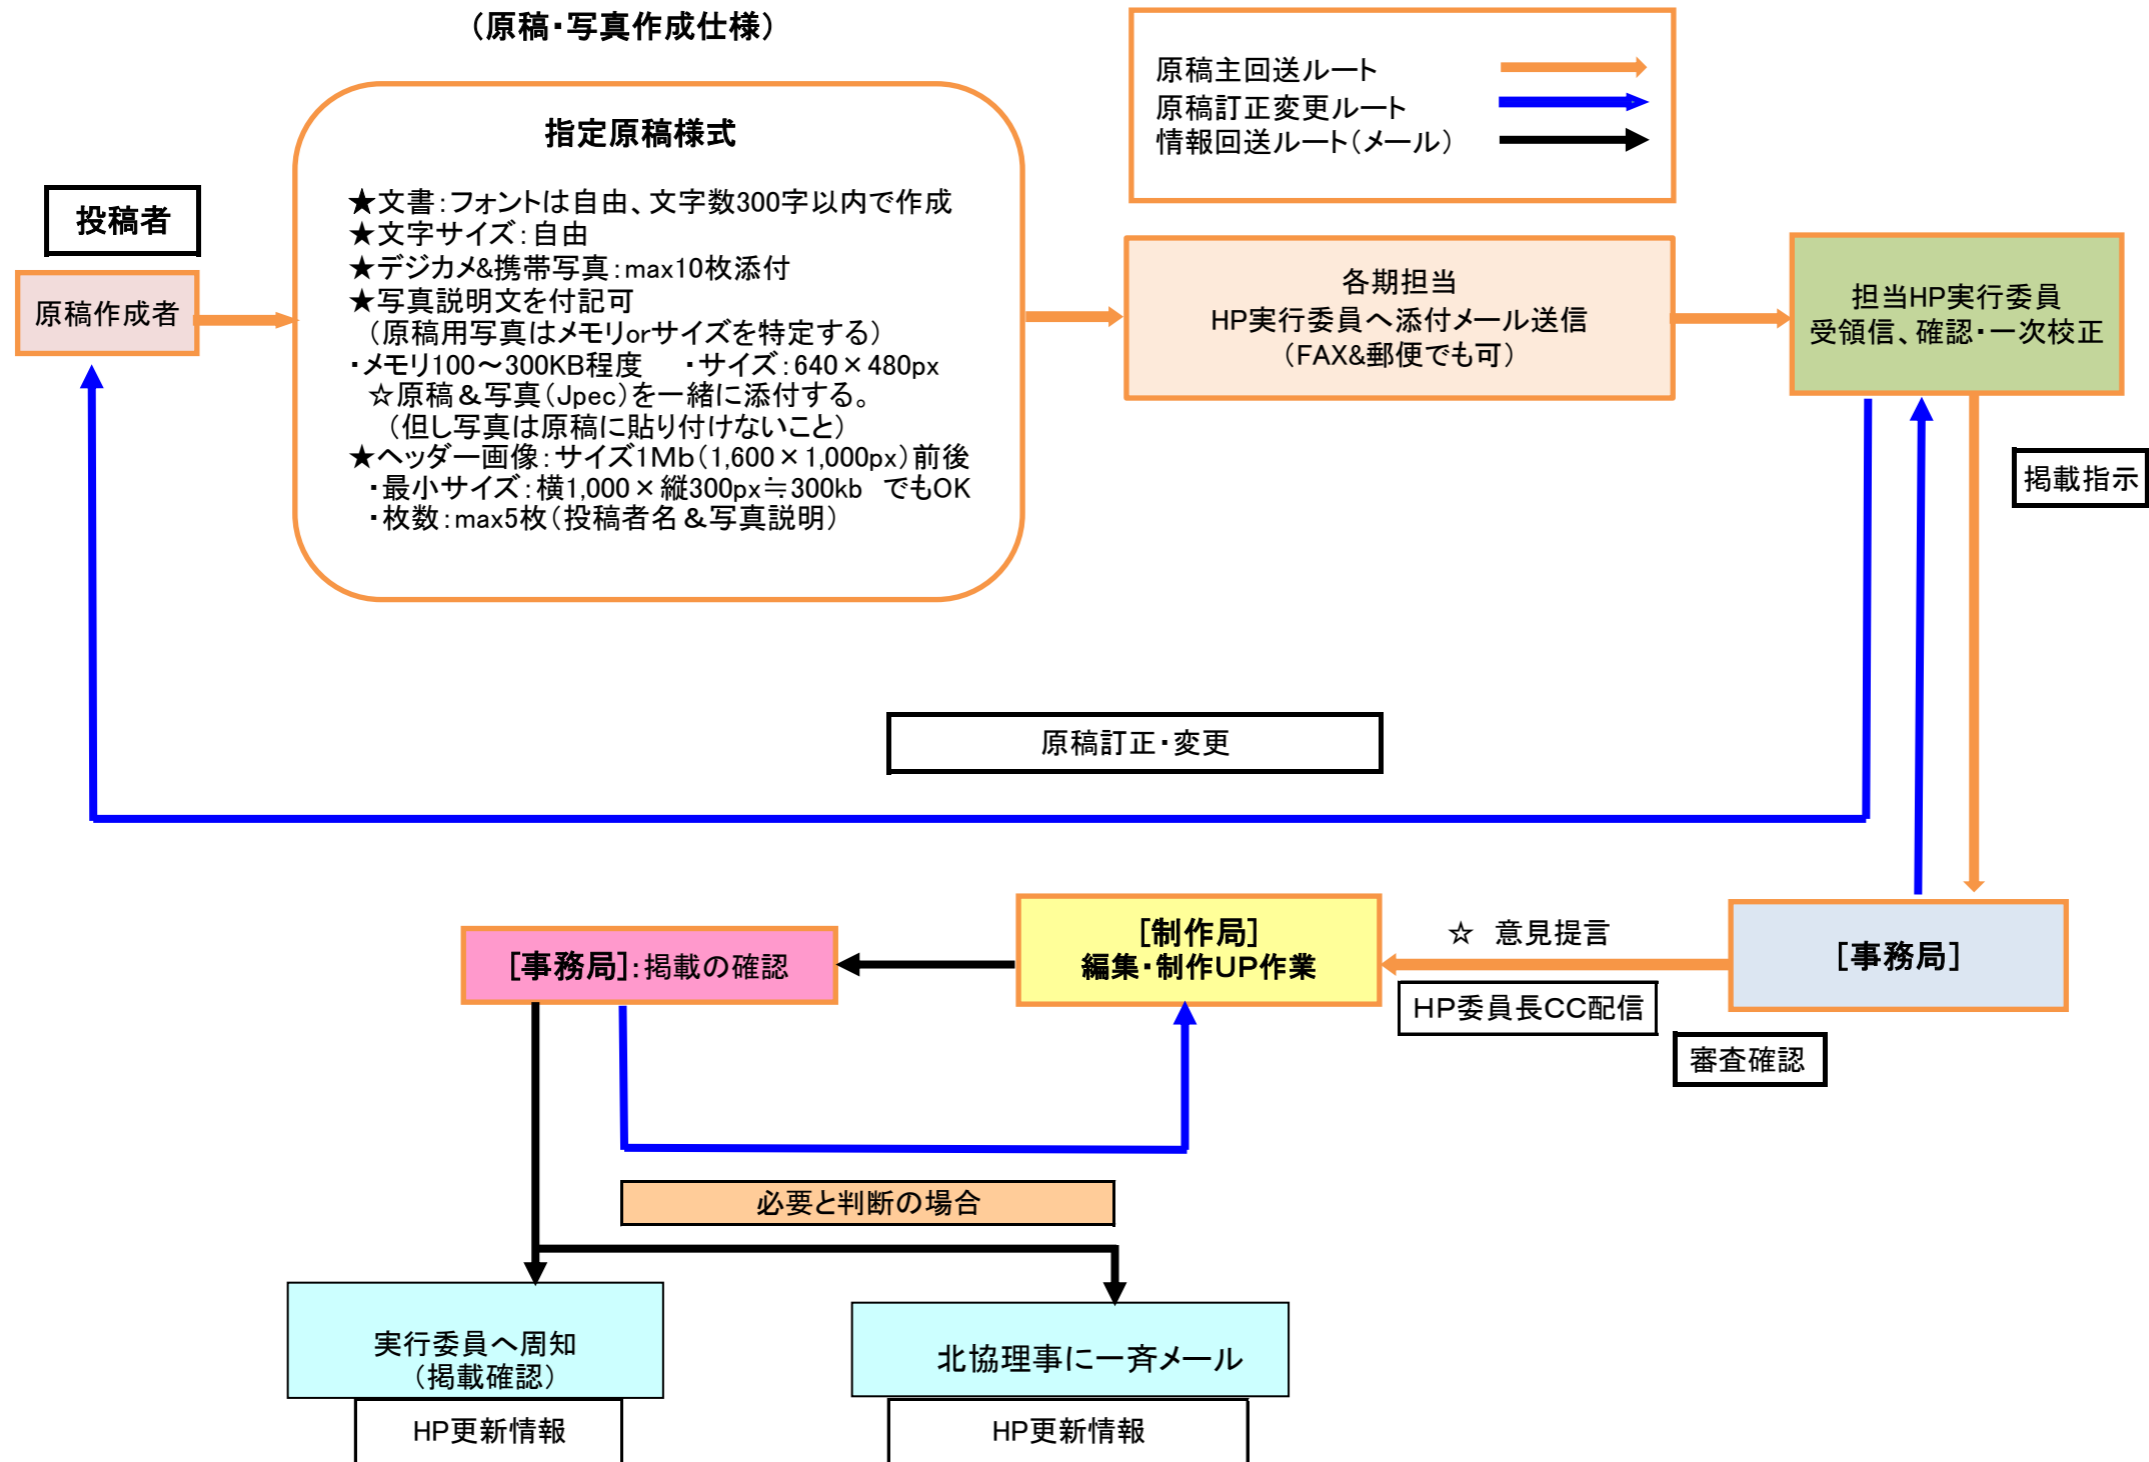 （原稿・写真作成仕様）
原稿主回送ルート
原稿訂正変更ルート
情報回送ルート（メール）
指定原稿様式
★文書：フォントは自由、文字数300字以内で作成
★文字サイズ：自由
★デジカメ&携帯写真：max10枚添付
★写真説明文を付記可
（原稿用写真はメモリorサイズを特定する）
・メモリ100～300KB程度　・サイズ：640×480px
☆原稿＆写真（Jpec）を一緒に添付する。
（但し写真は原稿に貼り付けないこと）
★ヘッダー画像：サイズ1Mb（1,600×1,000px）前後
・最小サイズ：横1,000×縦300px≒300kb　でもOK
・枚数：max5枚（投稿者名＆写真説明）
投稿者
原稿作成者
各期担当
HP実行委員へ添付メール送信
（FAX&郵便でも可）
担当HP実行委員
受領信、確認・一次校正
掲載指示
原稿訂正・変更
［事務局］：掲載の確認
［制作局］
編集・制作UP作業
☆　意見提言
HP委員長CC配信
［事務局］
審査確認
必要と判断の場合
実行委員へ周知
（掲載確認）
HP更新情報
北協理事に一斉メール
HP更新情報